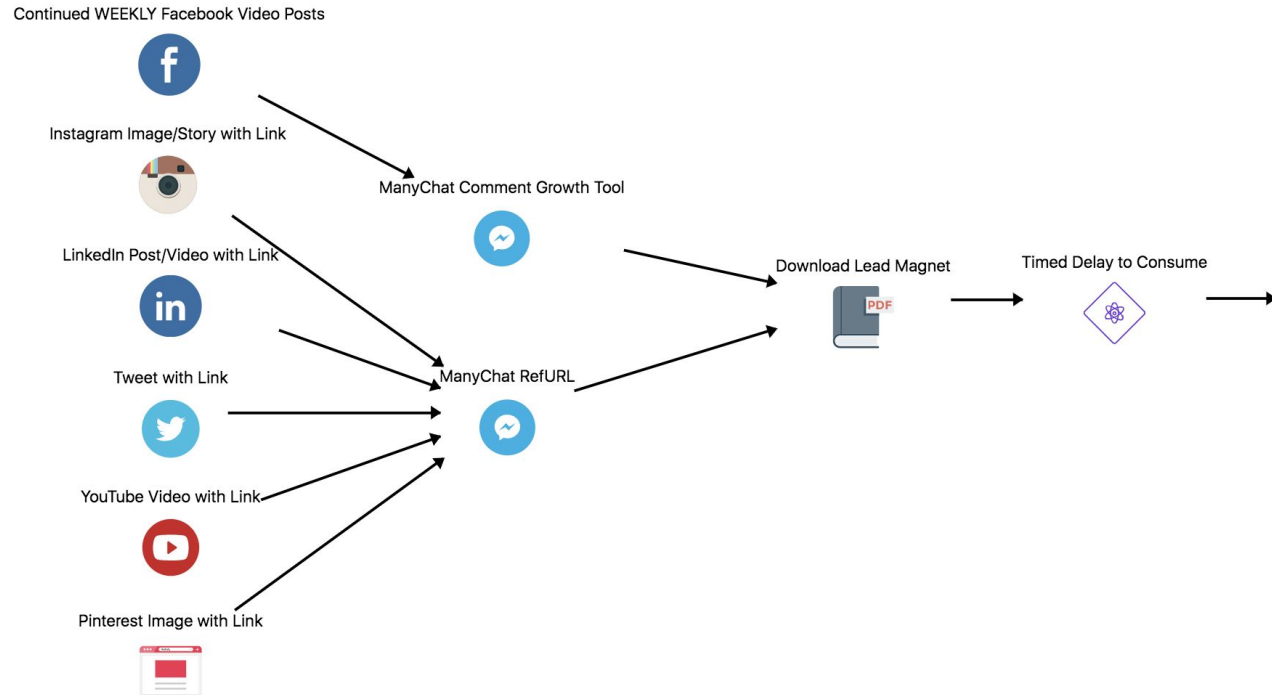 Continued WEEKLY Facebook Video Posts
f
Instagram Image/Story with Link
ManyChat Comment Growth Tool
LinkedIn Post/Video with Link
in
Download Lead Magnet
PDF
Timed Delay to Consume
Tweet with Link
ManyChat RefURL
YouTube Video with Link
Pinterest Image with Link